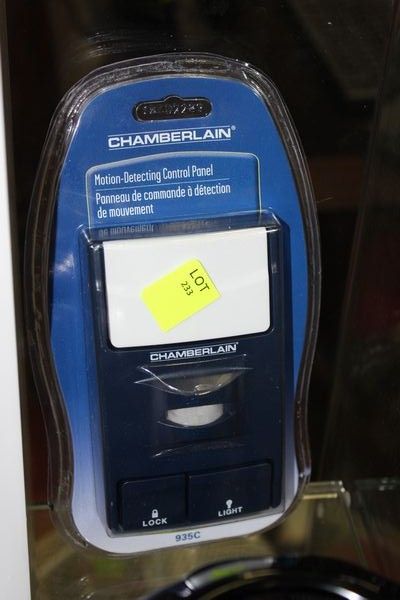 CHAMBERLAIN®
Motion-Detecting Control Panel
Panneau de commande à détection
de mouvement
LOT
233
CHAMBERLAIN®
LOCK
LIGHT
935C